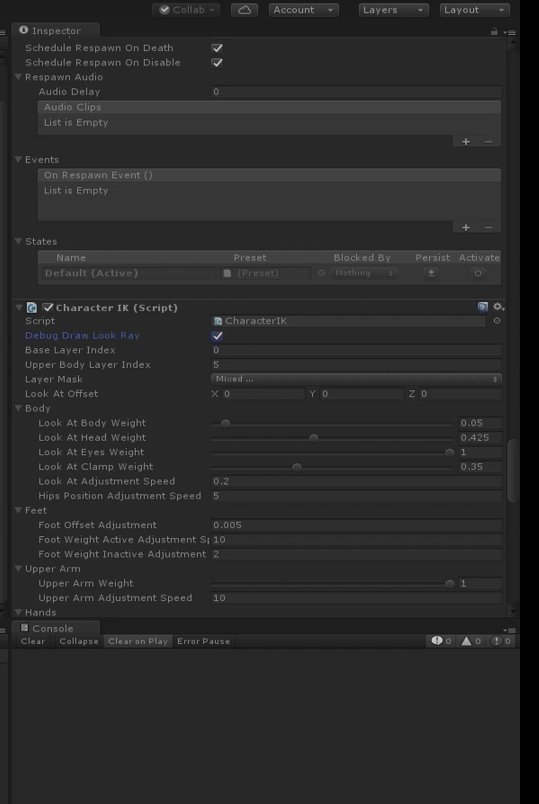 Collab
Account
Layers
Layout
Inspector
Schedule Respawn On Death
Schedule Respawn On Disable
Respawn Audio
Audio Delay 0
Audio Clips
List is Empty
+ −
Events
On Respawn Event ()
List is Empty
+ −
States
Name Preset Blocked By Persist Activate
Default (Active) (Preset) Nothing
Character IK (Script)
Script CharacterIK
Debug Draw Look Ray
Base Layer Index 0
Upper Body Layer Index 5
Layer Mask Mixed ...
Look At Offset X 0 Y 0 Z 0
Body
Look At Body Weight 0.05
Look At Head Weight 0.425
Look At Eyes Weight 1
Look At Clamp Weight 0.35
Look At Adjustment Speed 0.2
Hips Position Adjustment Speed 5
Feet
Foot Offset Adjustment 0.005
Foot Weight Active Adjustment Sp 10
Foot Weight Inactive Adjustment 2
Upper Arm
Upper Arm Weight 1
Upper Arm Adjustment Speed 10
Hands
Console
Clear Collapse Clear on Play Error Pause 0 0 0